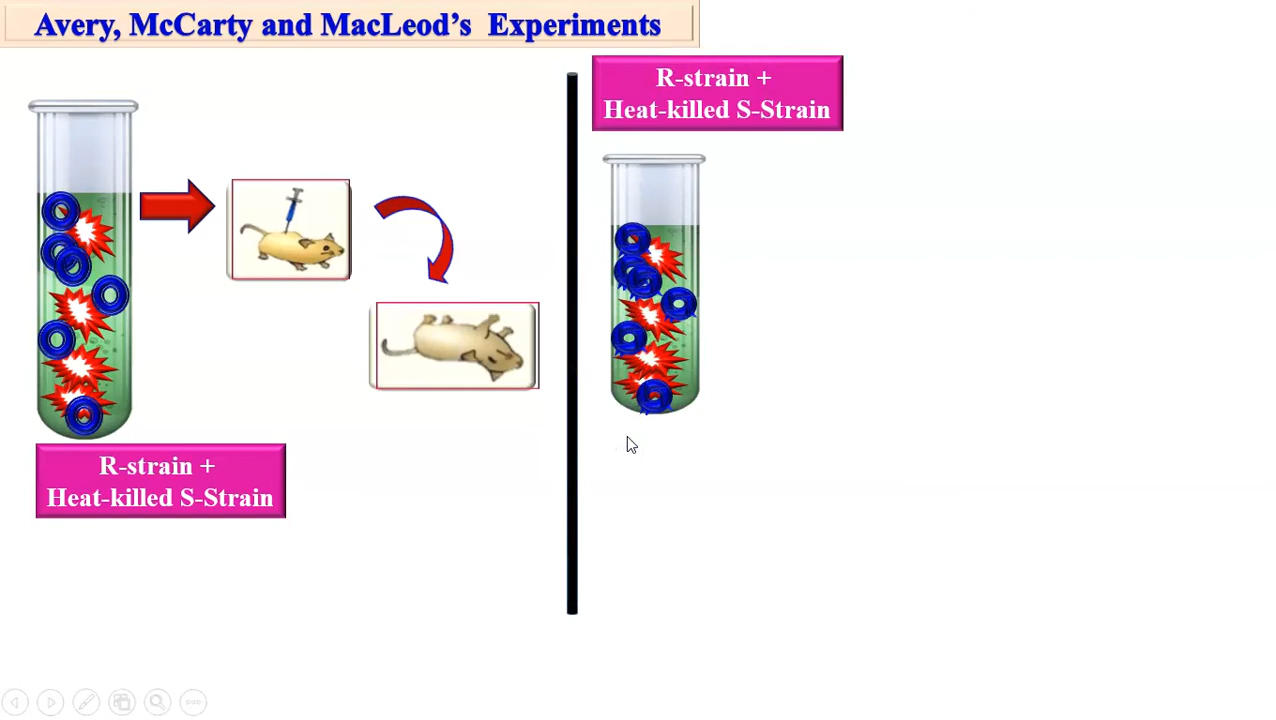 Avery, McCarty and MacLeod's Experiments
R-strain +
Heat-killed S-Strain
R-strain +
Heat-killed S-Strain